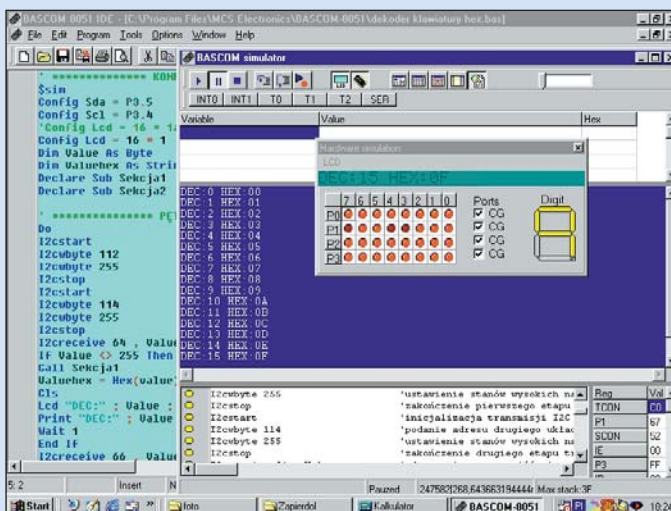 BASCOM-8051 IDE - [C:\Program Files\MCS Electronics\BASCOM-8051\dekoder klawiatury hex.bas]
File Edit Program Tools Options Window Help
BASCOM simulator
INT0 INT1 T0 T1 T2 SER
Variable Value Hex
' ************** KOM
$sim
Config Sda = P3.5
Config Scl = P3.4
'Config Lcd = 16 *
Config Lcd = 16 * 1
Dim Value As Byte
Dim Valuehex As Stri
Declare Sub Sekcja1
Declare Sub Sekcja2
' ************** PĘT
Do
I2cstart
I2cwbyte 112
I2cwbyte 255
I2cstop
I2cstart
I2cwbyte 114
I2cwbyte 255
I2cstop
I2creceive 64 , Value
If Value <> 255 Then
Call Sekcja1
Valuehex = Hex(value
Cls
Lcd "DEC:" ; Value ;
Print "DEC:" ; Value
Wait 1
End If
I2creceive 66 Value
Hardware simulation
LCD
DEC:15 HEX:0F
7 6 5 4 3 2 1 0
Ports
Digit
P0
P1
P2
P3
CG
CG
CG
CG
DEC:0 HEX:00
DEC:1 HEX:01
DEC:2 HEX:02
DEC:3 HEX:03
DEC:4 HEX:04
DEC:5 HEX:05
DEC:6 HEX:06
DEC:7 HEX:07
DEC:8 HEX:08
DEC:9 HEX:09
DEC:10 HEX:0A
DEC:11 HEX:0B
DEC:12 HEX:0C
DEC:13 HEX:0D
DEC:14 HEX:0E
DEC:15 HEX:0F
I2cwbyte 255 'ustawienie stanów wysokich na
I2cstop 'zakończenie pierwszego etapu
I2cstart 'inicjalizacja transmisji I2C
I2cwbyte 114 'podanie adresu drugiego układ
I2cwbyte 255 'ustawienie stanów wysokich n
I2cstop 'zakończenie drugiego etapu
Reg Val
TCON C0
P1 67
SCON 52
IE 00
P3 FF
5: 2 Insert
Paused Max stack:3F
Start foto Zapierdol Kalkulator BASCOM-8051 Pl